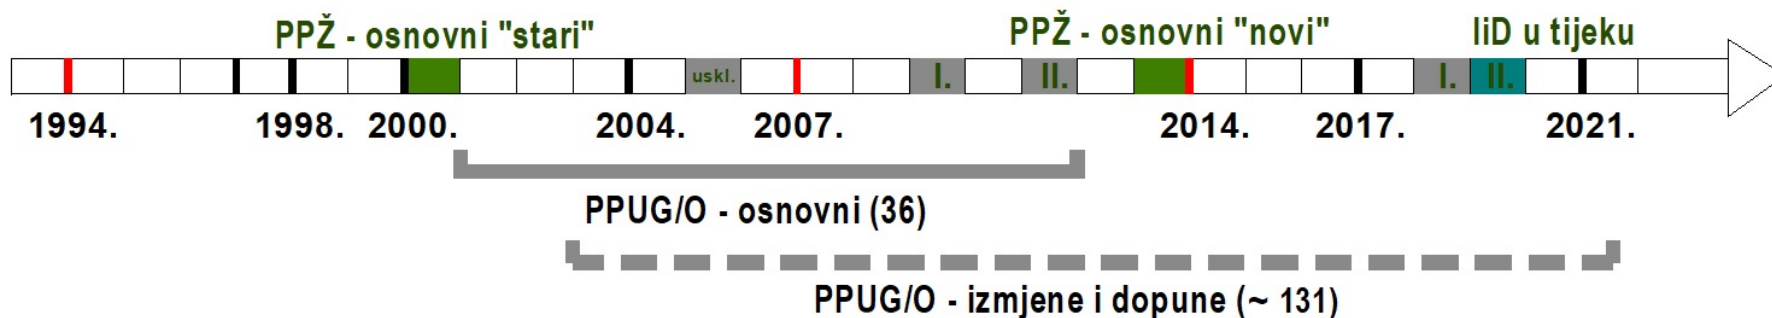 PPŽ - osnovni "stari" PPŽ - osnovni "novi" IiD u tijeku
uskl. I. II. I. II.
1994. 1998. 2000. 2004. 2007. 2014. 2017. 2021.
PPUG/O - osnovni (36)
PPUG/O - izmjene i dopune (~ 131)